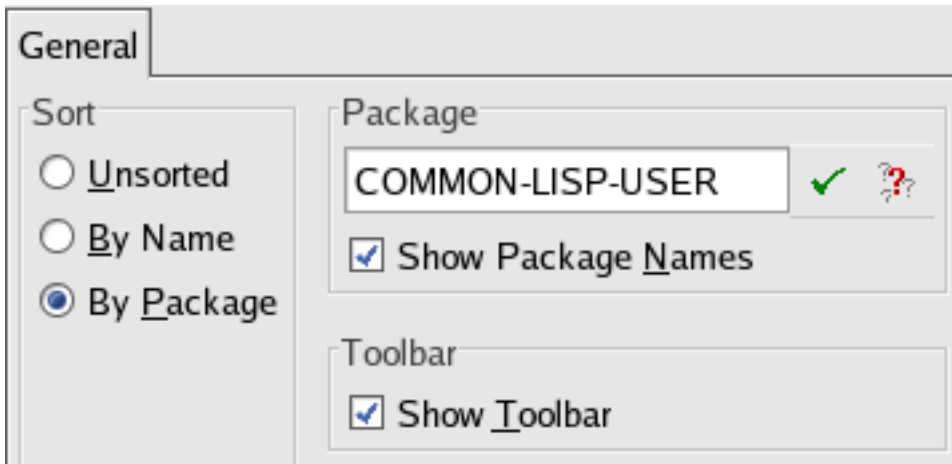 General
Sort
Unsorted
By Name
By Package
Package
COMMON-LISP-USER
Show Package Names
Toolbar
Show Toolbar